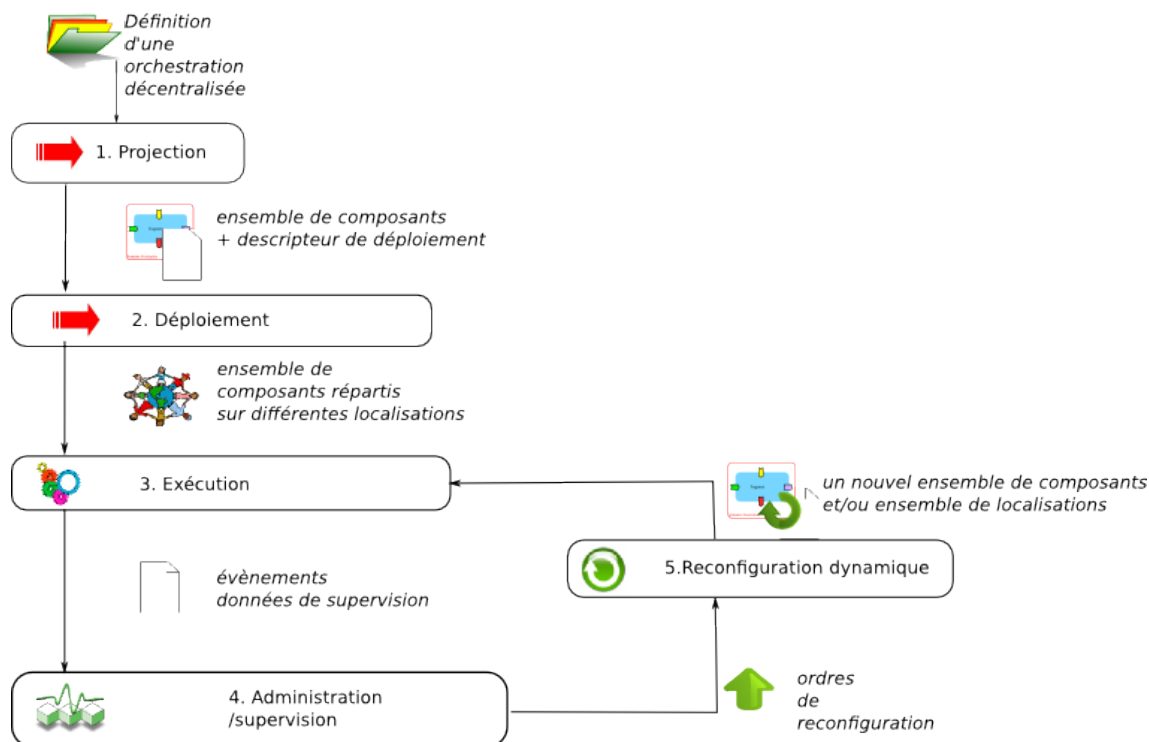 Définition
d'une
orchestration
décentralisée
1. Projection
ensemble de composants
+ descripteur de déploiement
2. Déploiement
ensemble de
composants répartis
sur différentes localisations
3. Exécution
un nouvel ensemble de composants
et/ou ensemble de localisations
5.Reconfiguration dynamique
évènements
données de supervision
4. Administration
/supervision
ordres
de
reconfiguration